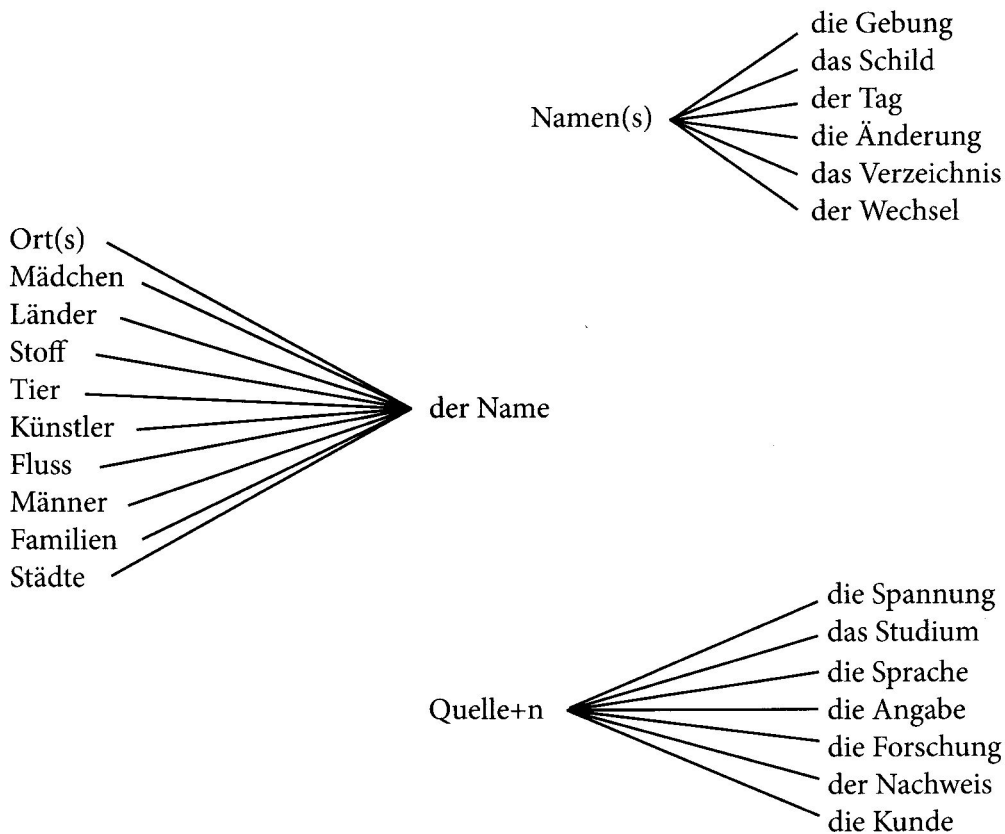 die Gebung
das Schild
Namen(s)
der Tag
die Änderung
das Verzeichnis
der Wechsel
Ort(s)
Mädchen
Länder
Stoff
Tier
Künstler
Fluss
Männer
Familien
Städte
der Name
Quelle+n
die Spannung
das Studium
die Sprache
die Angabe
die Forschung
der Nachweis
die Kunde